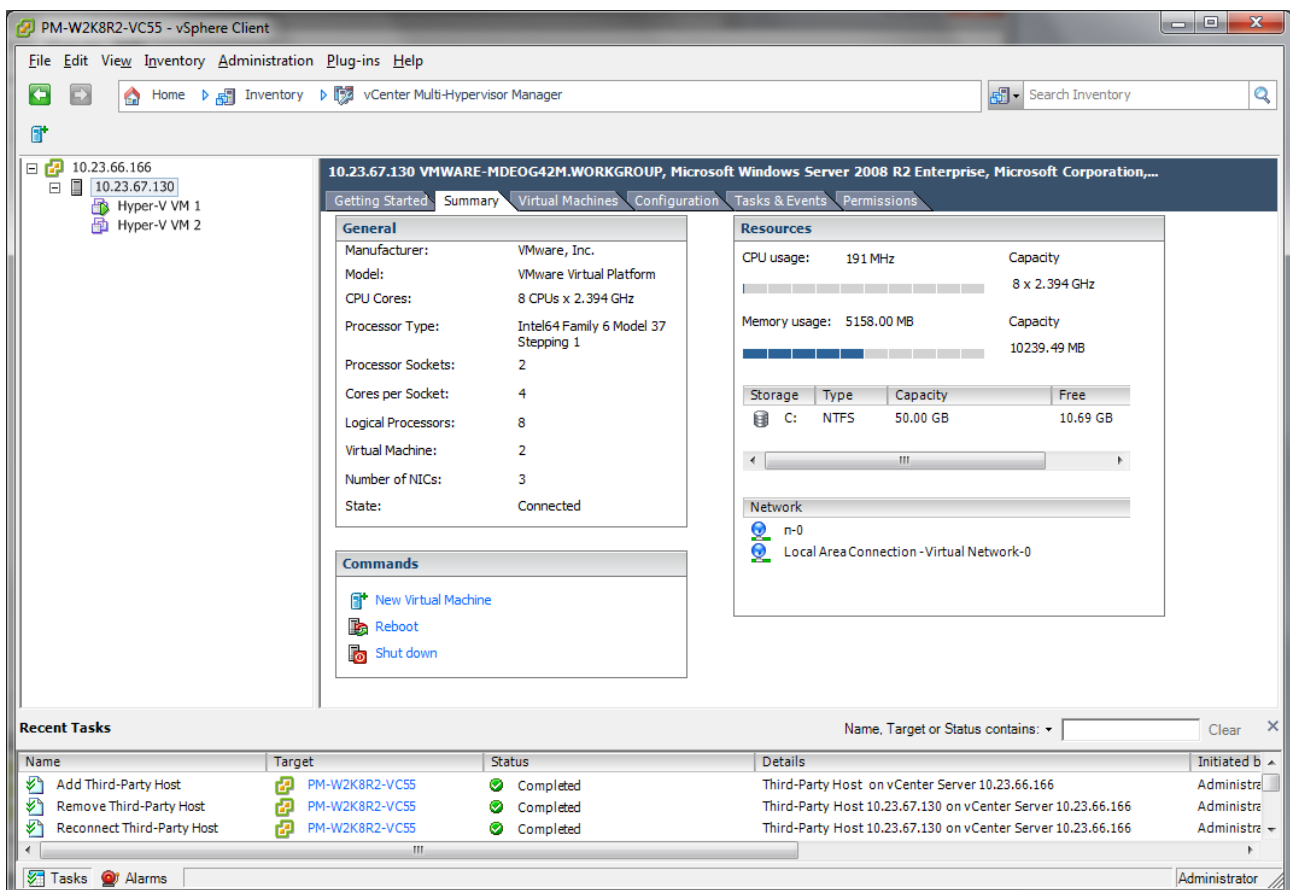 PM-W2K8R2-VC55 - vSphere Client
File Edit View Inventory Administration Plug-ins Help
Home Inventory vCenter Multi-Hypervisor Manager
Search Inventory
10.23.66.166
10.23.67.130
Hyper-V VM 1
Hyper-V VM 2
10.23.67.130 VMWARE-MDEOG42M.WORKGROUP, Microsoft Windows Server 2008 R2 Enterprise, Microsoft Corporation,...
Getting Started Summary Virtual Machines Configuration Tasks & Events Permissions
General
Manufacturer: VMware, Inc.
Model: VMware Virtual Platform
CPU Cores: 8 CPUs x 2.394 GHz
Processor Type: Intel64 Family 6 Model 37
Stepping 1
Processor Sockets: 2
Cores per Socket: 4
Logical Processors: 8
Virtual Machine: 2
Number of NICs: 3
State: Connected
Commands
New Virtual Machine
Reboot
Shut down
Resources
CPU usage: 191 MHz Capacity
8 x 2.394 GHz
Memory usage: 5158.00 MB Capacity
10239.49 MB
Storage Type Capacity Free
C: NTFS 50.00 GB 10.69 GB
Network
n-0
Local Area Connection - Virtual Network-0
Recent Tasks Name, Target or Status contains: Clear
Name Target Status Details Initiated b
Add Third-Party Host PM-W2K8R2-VC55 Completed Third-Party Host on vCenter Server 10.23.66.166 Administra
Remove Third-Party Host PM-W2K8R2-VC55 Completed Third-Party Host 10.23.67.130 on vCenter Server 10.23.66.166 Administra
Reconnect Third-Party Host PM-W2K8R2-VC55 Completed Third-Party Host 10.23.67.130 on vCenter Server 10.23.66.166 Administra
Tasks Alarms Administrator